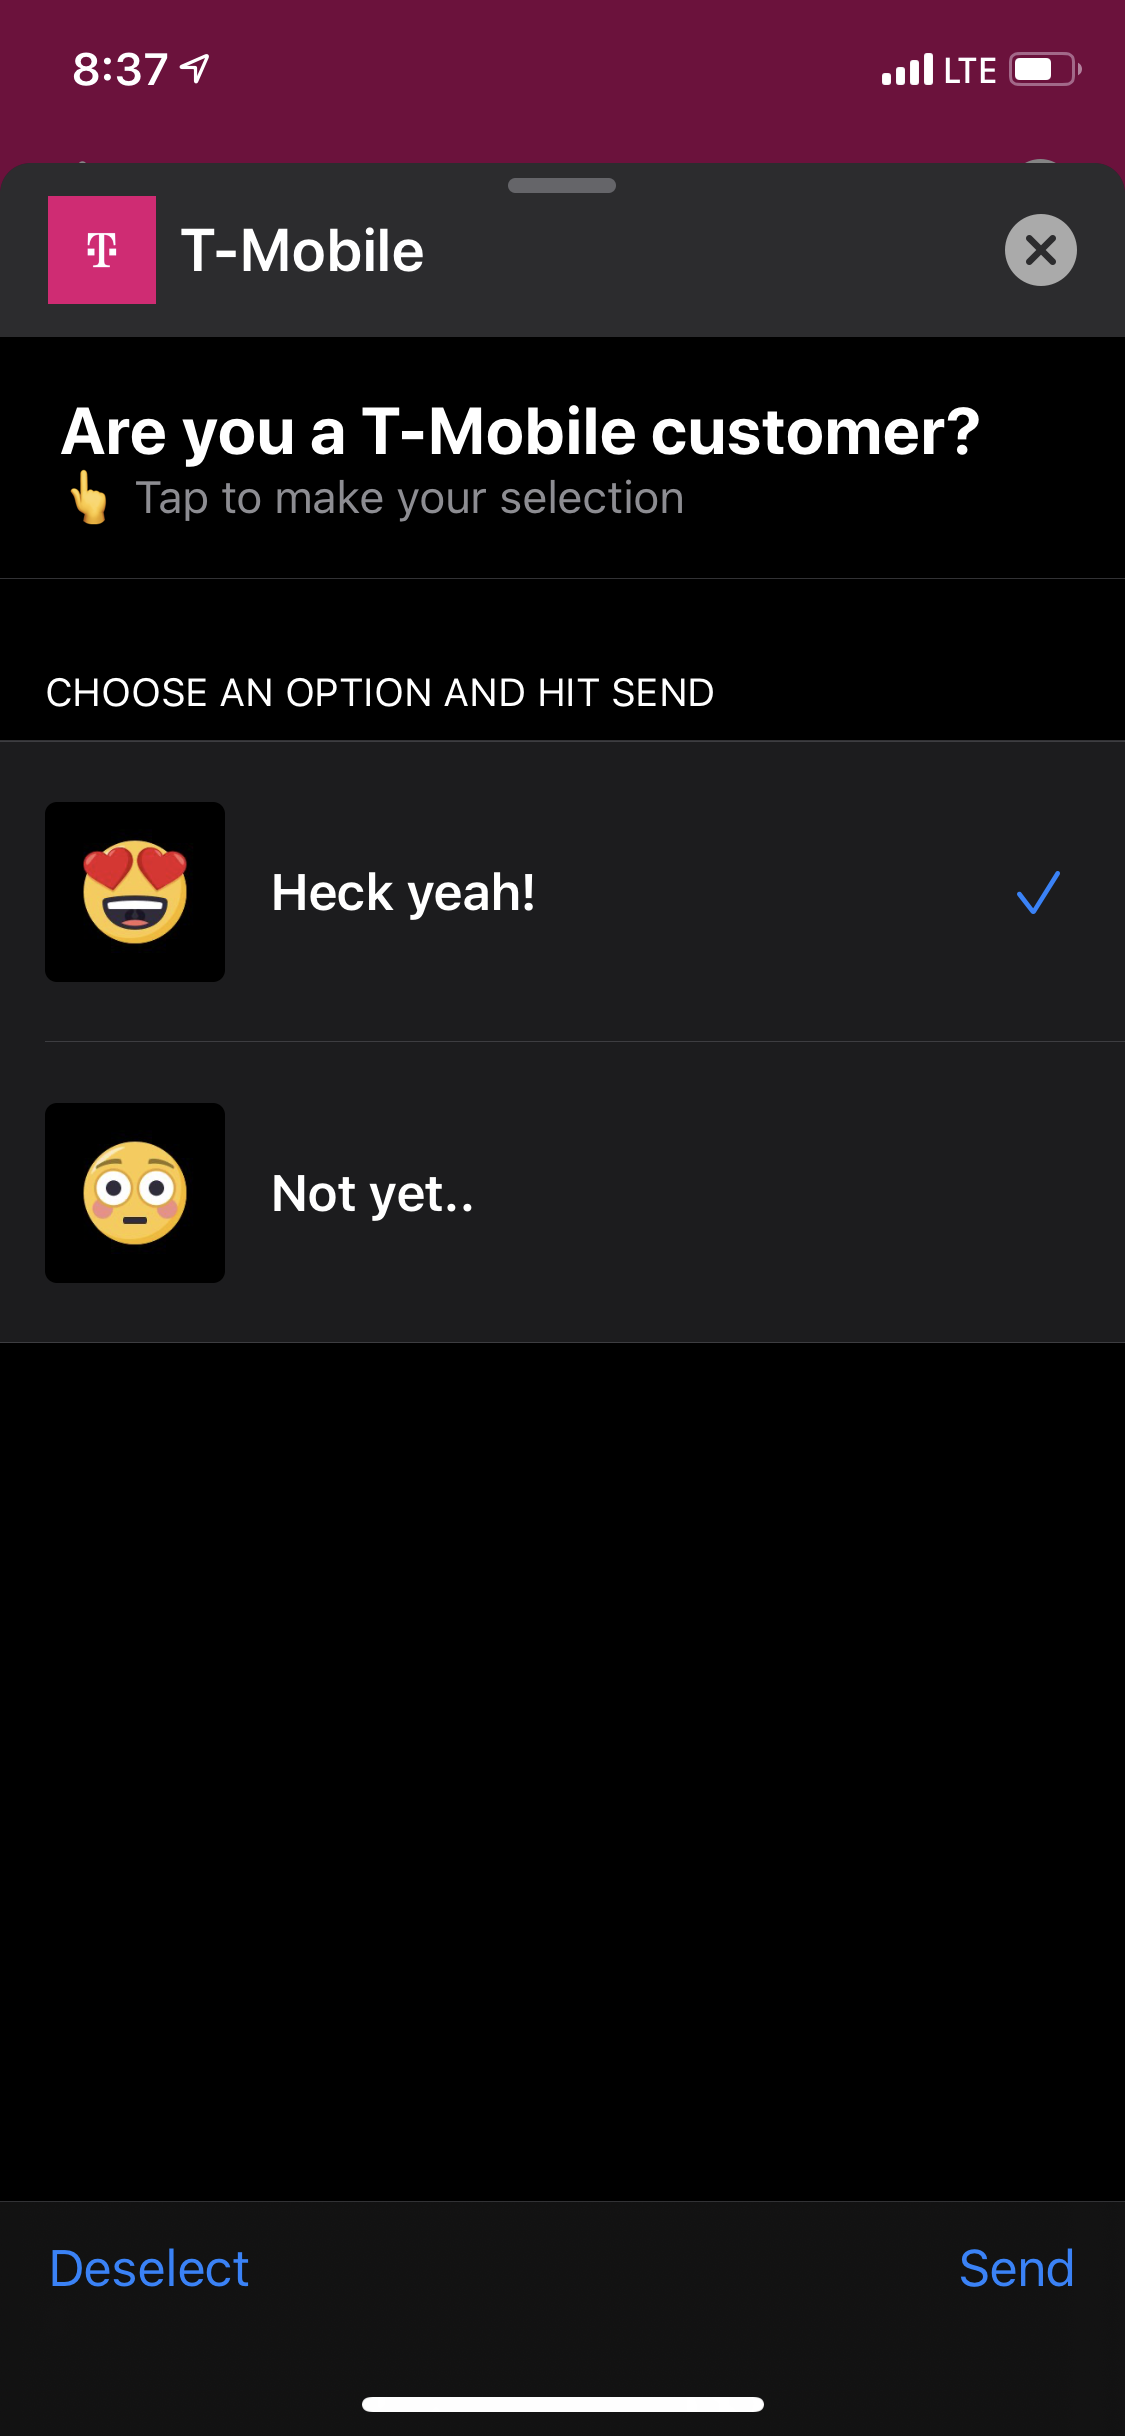 8:37 LTE
T T-Mobile
Are you a T-Mobile customer?
👆 Tap to make your selection
CHOOSE AN OPTION AND HIT SEND
Heck yeah!
Not yet..
Deselect Send